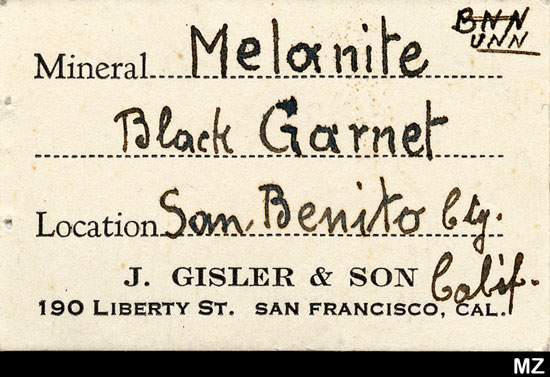 BNN
UNN
Mineral Melanite
Black Garnet
Location San Benito Cty.
Calif.
J. GISLER & SON
190 LIBERTY ST. SAN FRANCISCO, CAL.
MZ